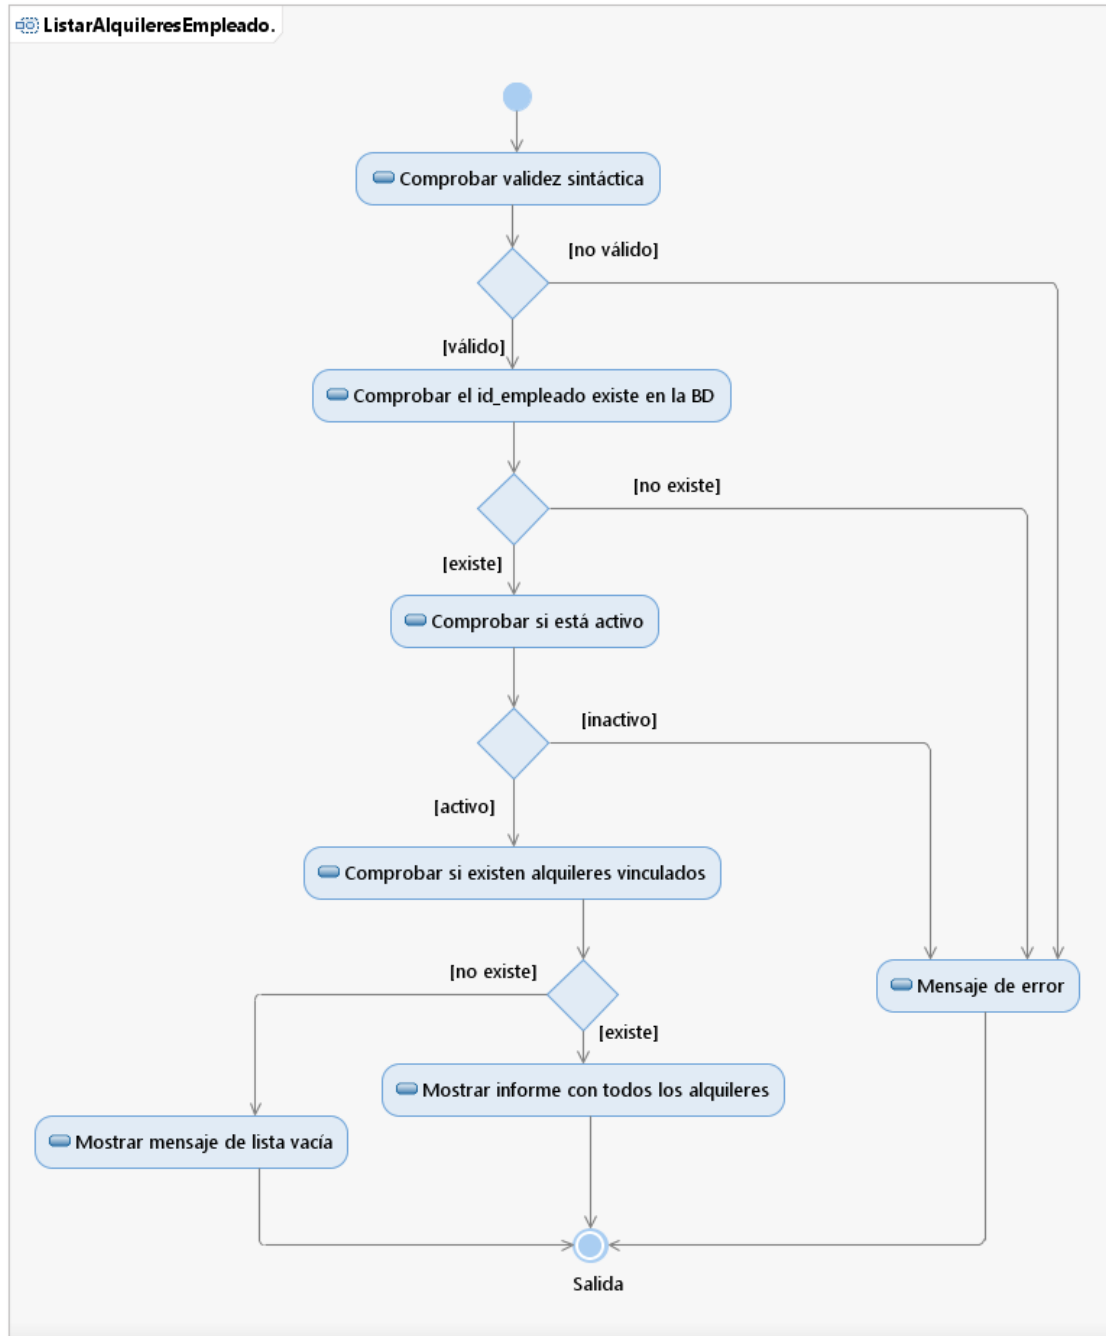 ListarAlquileresEmpleado.
Comprobar validez sintáctica
[no válido]
[válido]
Comprobar el id_empleado existe en la BD
[no existe]
[existe]
Comprobar si está activo
[inactivo]
[activo]
Comprobar si existen alquileres vinculados
[no existe]
Mensaje de error
[existe]
Mostrar informe con todos los alquileres
Mostrar mensaje de lista vacía
Salida